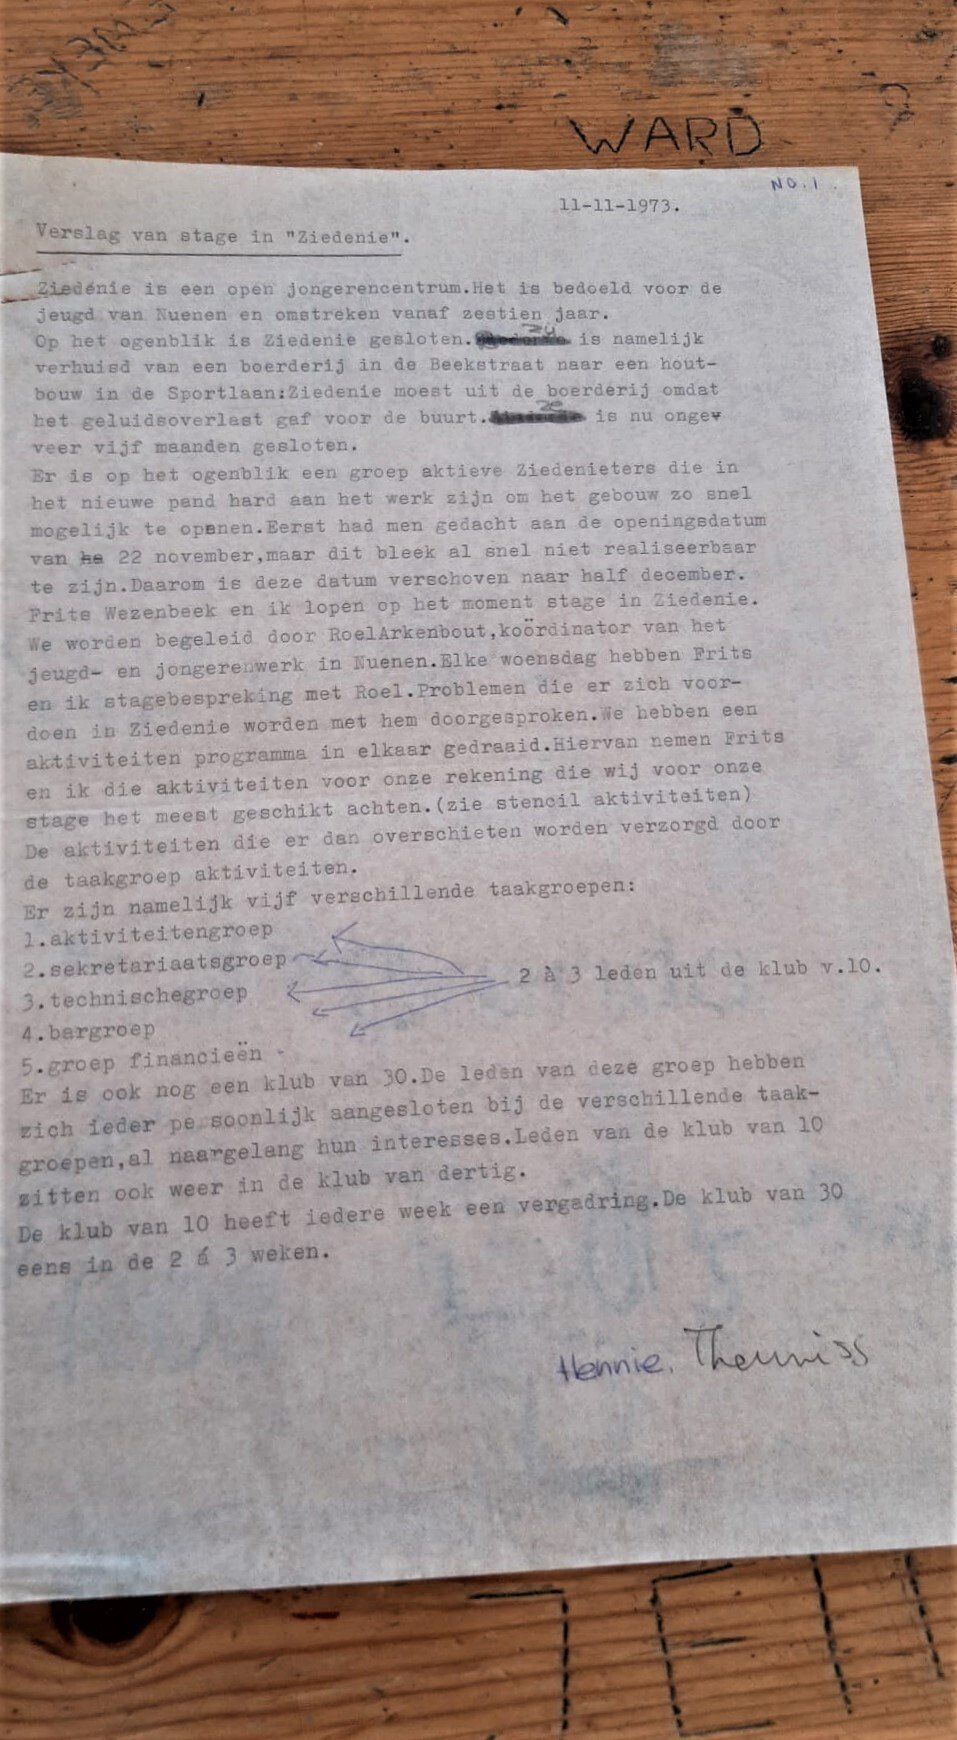 WARD
NO.1
11-11-1973.
Verslag van stage in "Ziedenie".
Ziedenie is een open jongerencentrum.Het is bedoeld voor de
jeugd van Nuenen en omstreken vanaf zestien jaar.
Op het ogenblik is Ziedenie gesloten. zy is namelijk
verhuisd van een boerderij in de Beekstraat naar een hout-
bouw in de Sportlaan:Ziedenie moest uit de boerderij omdat
het geluidsoverlast gaf voor de buurt. ze is nu ongev
veer vijf maanden gesloten.
Er is op het ogenblik een groep aktieve Ziedenieters die in
het nieuwe pand hard aan het werk zijn om het gebouw zo snel
mogelijk te openen.Eerst had men gedacht aan de openingsdatum
van 22 november,maar dit bleek al snel niet realiseerbaar
te zijn.Daarom is deze datum verschoven naar half december.
Frits Wezenbeek en ik lopen op het moment stage in Ziedenie.
We worden begeleid door RoelArkenbout,koördinator van het
jeugd- en jongerenwerk in Nuenen.Elke woensdag hebben Frits
en ik stagebespreking met Roel.Problemen die er zich voor-
doen in Ziedenie worden met hem doorgesproken.We hebben een
aktiviteiten programma in elkaar gedraaid.Hiervan nemen Frits
en ik die aktiviteiten voor onze rekening die wij voor onze
stage het meest geschikt achten.(zie stencil aktiviteiten)
De aktiviteiten die er dan overschieten worden verzorgd door
de taakgroep aktiviteiten.
Er zijn namelijk vijf verschillende taakgroepen:
1.aktiviteitengroep
2.sekretariaatsgroep
2 à 3 leden uit de klub v.10.
3.technischegroep
4.bargroep
5.groep financieën
Er is ook nog een klub van 30.De leden van deze groep hebben
zich ieder pe soonlijk aangesloten bij de verschillende taak-
groepen,al naargelang hun interesses.Leden van de klub van 10
zitten ook weer in de klub van dertig.
De klub van 10 heeft iedere week een vergadring.De klub van 30
eens in de 2 á 3 weken.
Hennie. Theuniss